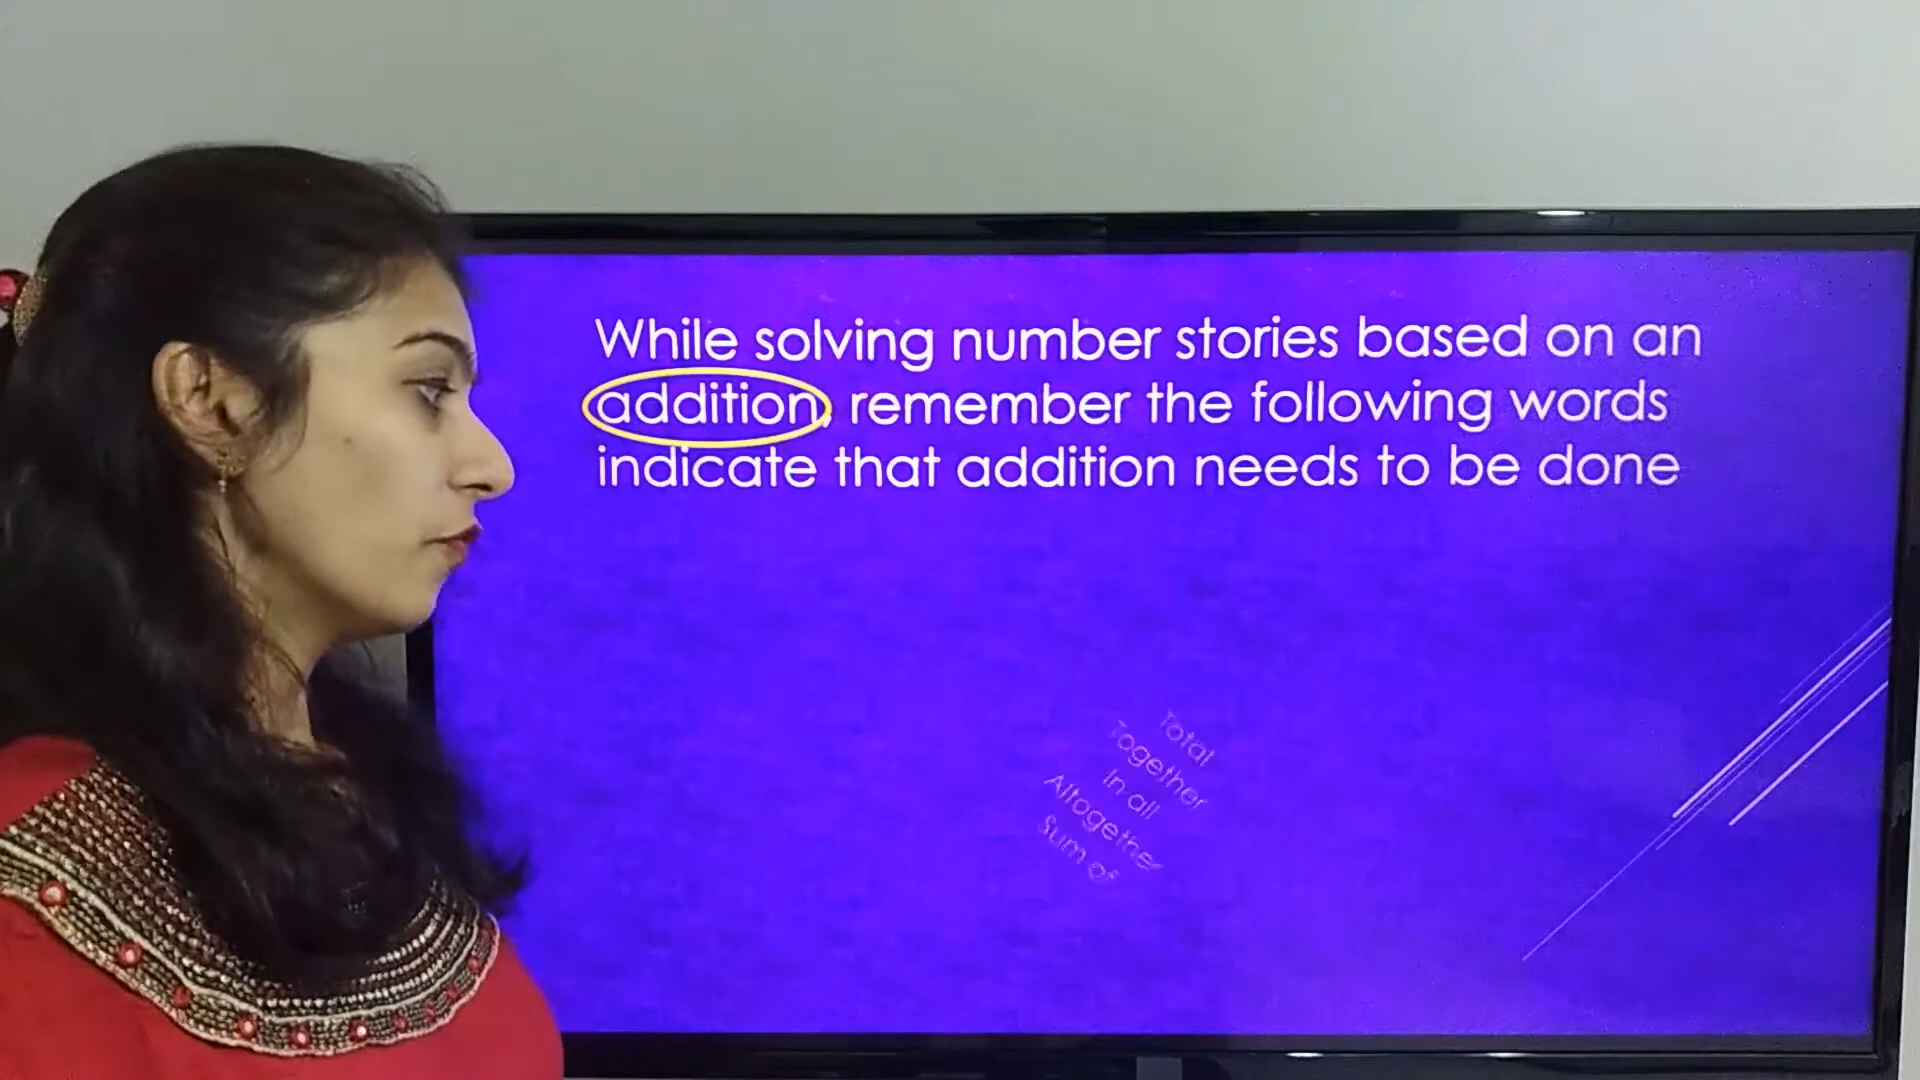 While solving number stories based on an
addition, remember the following words
indicate that addition needs to be done
Total
Together
In all
Altogether
Sum of